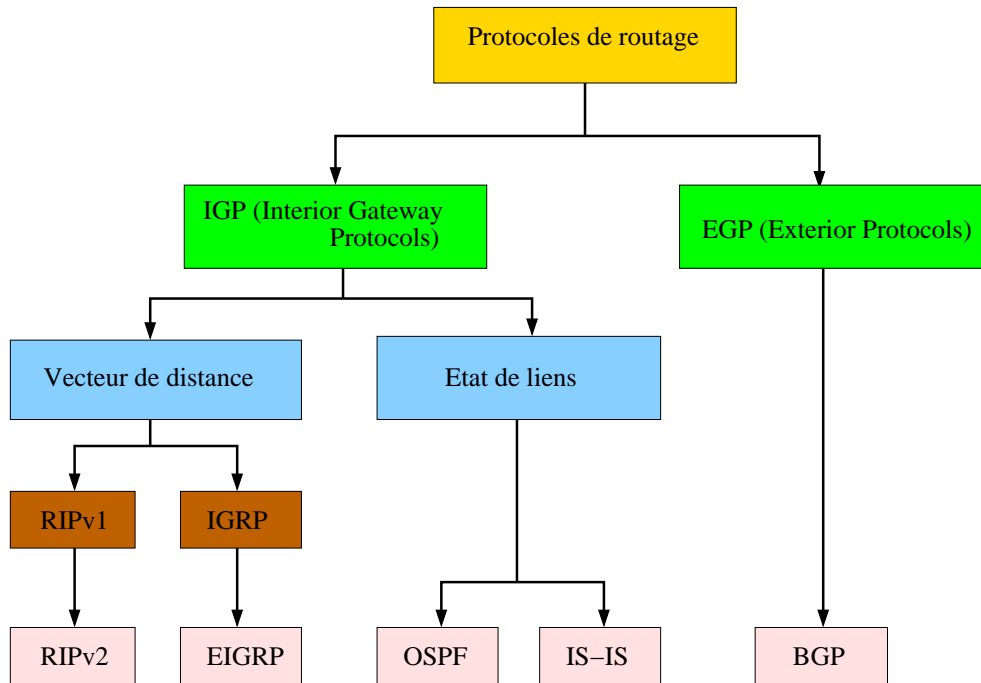 Protocoles de routage
IGP (Interior Gateway
Protocols)
EGP (Exterior Protocols)
Vecteur de distance
Etat de liens
RIPv1
IGRP
RIPv2
EIGRP
OSPF
IS−IS
BGP